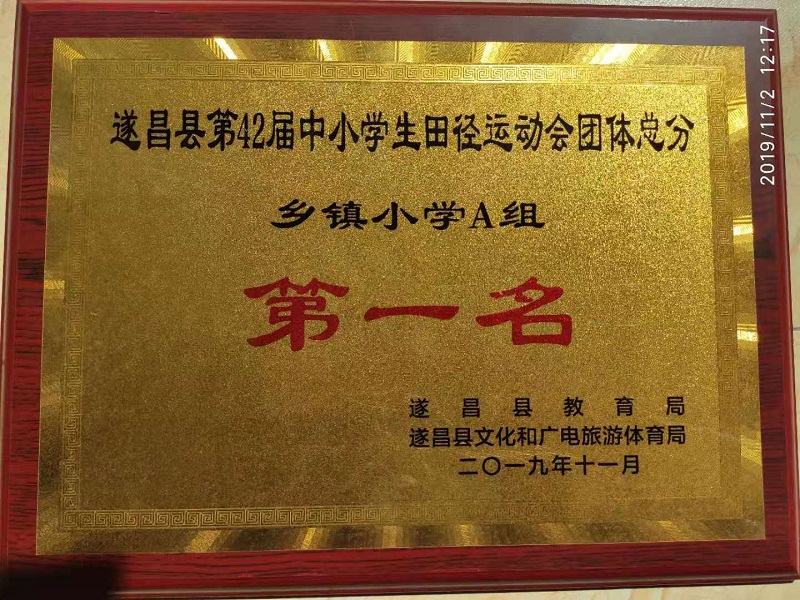 遂昌县第42届中小学生田径运动会团体总分
乡镇小学A组
第一名
遂昌县教育局
遂昌县文化和广电旅游体育局
二〇一九年十一月
2019/11/2 12:17